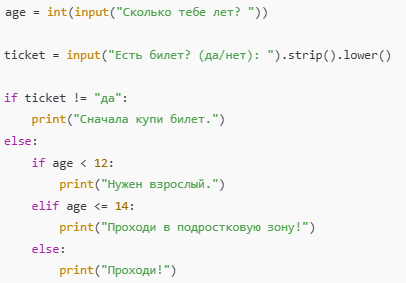 age = int(input("Сколько тебе лет? "))
ticket = input("Есть билет? (да/нет): ").strip().lower()
if ticket != "да":
    print("Сначала купи билет.")
else:
    if age < 12:
        print("Нужен взрослый.")
    elif age <= 14:
        print("Проходи в подростковую зону!")
    else:
        print("Проходи!")